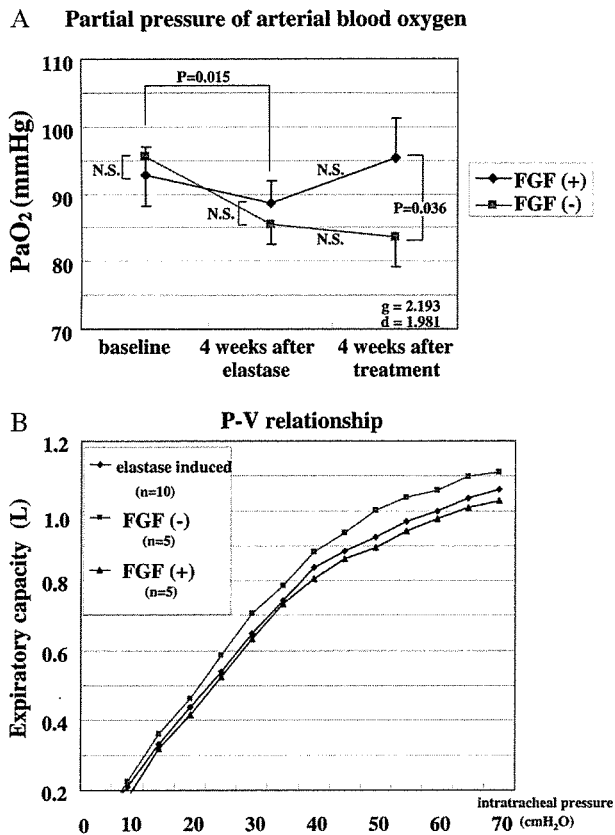 A Partial pressure of arterial blood oxygen
110
100
90
80
70
PaO2 (mmHg)
P=0.015
N.S.
N.S.
N.S.
N.S.
P=0.036
FGF (+)
FGF (-)
g = 2.193
d = 1.981
baseline
4 weeks after elastase
4 weeks after treatment
B P-V relationship
1.2
1.0
0.8
0.6
0.4
0.2
Expiratory capacity (L)
elastase induced
(n=10)
FGF (-)
(n=5)
FGF (+)
(n=5)
0 10 20 30 40 50 60 70
intratracheal pressure
(cmH2O)